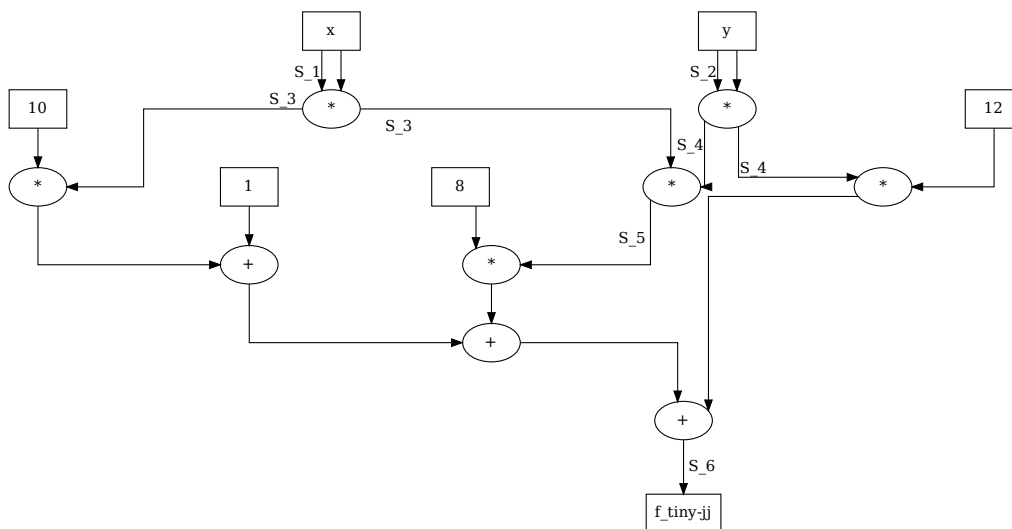 x
y
S_1
S_2
10
S_3
*
S_3
*
12
S_4
S_4
*
1
8
*
*
S_5
+
*
+
+
S_6
f_tiny-jj